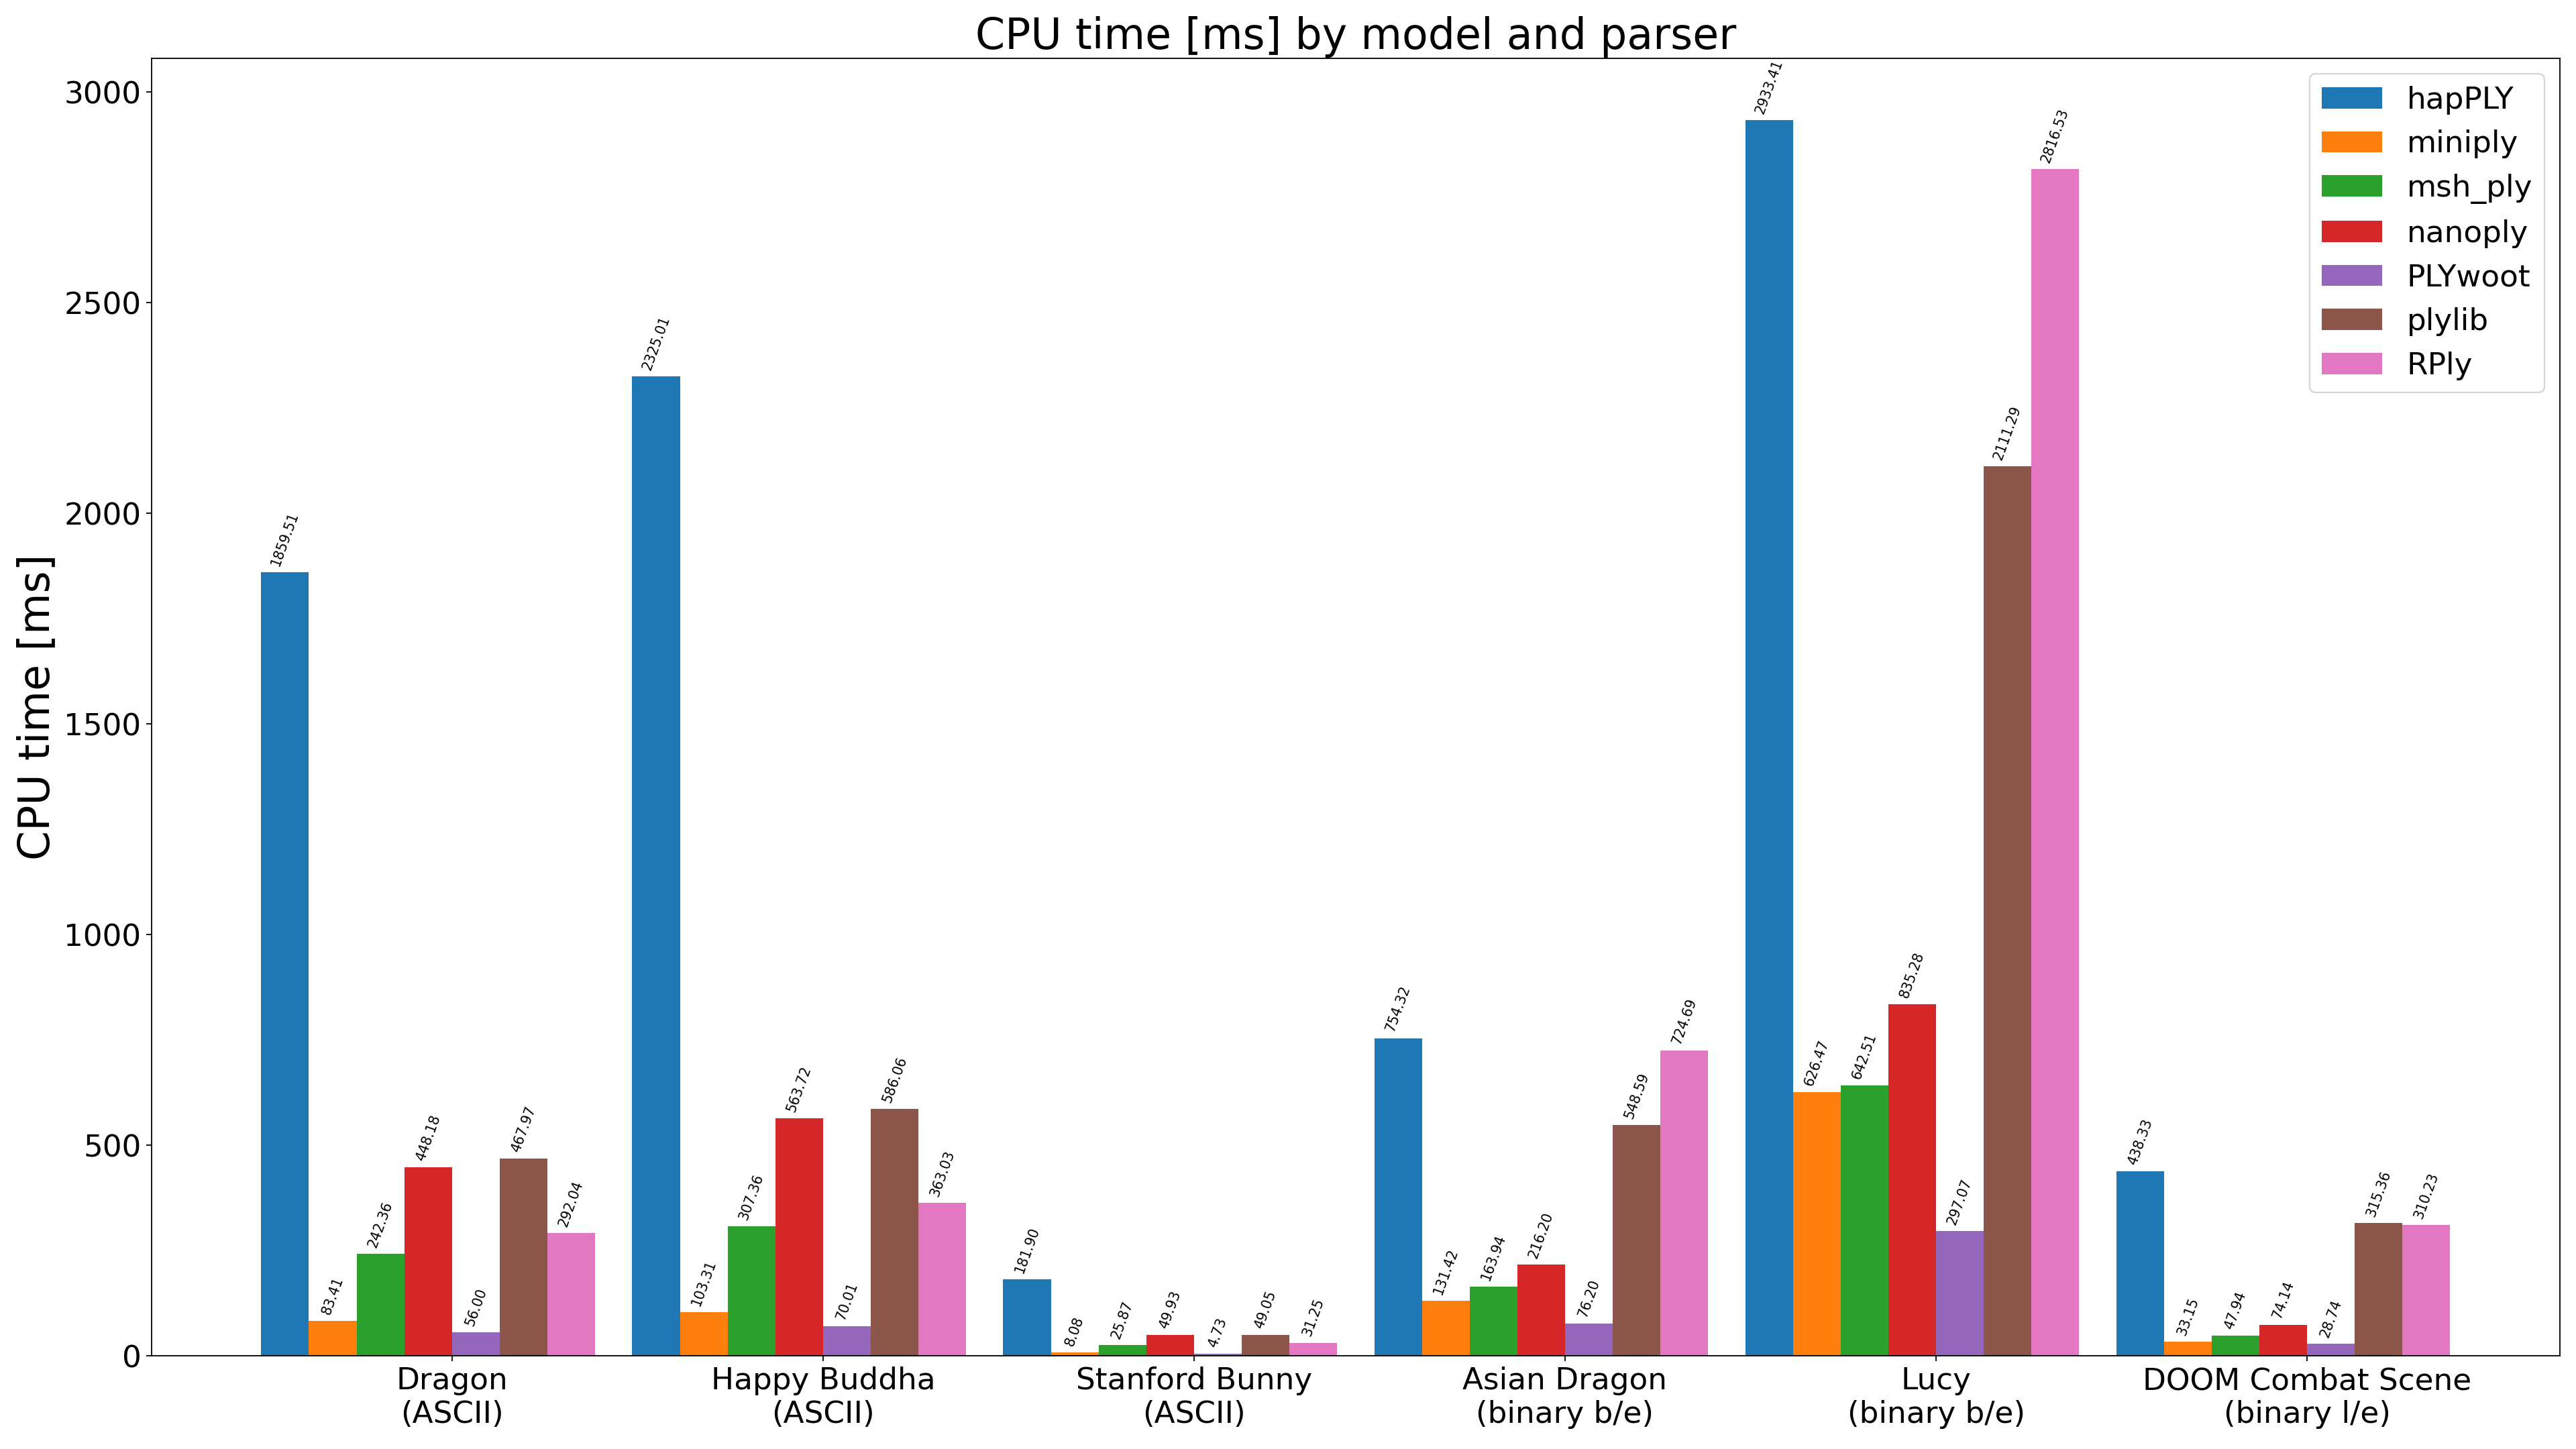 CPU time [ms] by model and parser
CPU time [ms]
3000
2500
2000
1500
1000
500
0
hapPLY
miniply
msh_ply
nanoply
PLYwoot
plylib
RPly
1859.51
83.41
242.36
448.18
56.00
467.97
292.04
2325.01
103.31
307.36
563.72
70.01
586.06
363.03
181.90
8.08
25.87
49.93
4.73
49.05
31.25
754.32
131.42
163.94
216.20
76.20
548.59
724.69
2933.41
626.47
642.51
835.28
297.07
2111.29
2816.53
438.33
33.15
47.94
74.14
28.74
315.36
310.23
Dragon
(ASCII)
Happy Buddha
(ASCII)
Stanford Bunny
(ASCII)
Asian Dragon
(binary b/e)
Lucy
(binary b/e)
DOOM Combat Scene
(binary l/e)